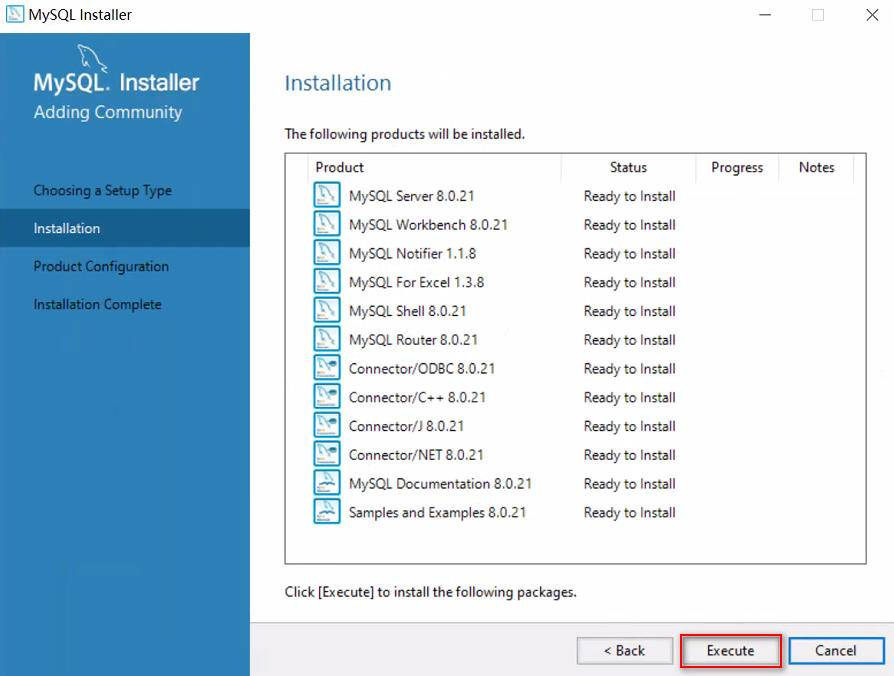 MySQL Installer
MySQL. Installer
Adding Community
Choosing a Setup Type
Installation
Product Configuration
Installation Complete
Installation
The following products will be installed.
Product Status Progress Notes
MySQL Server 8.0.21 Ready to Install
MySQL Workbench 8.0.21 Ready to Install
MySQL Notifier 1.1.8 Ready to Install
MySQL For Excel 1.3.8 Ready to Install
MySQL Shell 8.0.21 Ready to Install
MySQL Router 8.0.21 Ready to Install
Connector/ODBC 8.0.21 Ready to Install
Connector/C++ 8.0.21 Ready to Install
Connector/J 8.0.21 Ready to Install
Connector/NET 8.0.21 Ready to Install
MySQL Documentation 8.0.21 Ready to Install
Samples and Examples 8.0.21 Ready to Install
Click [Execute] to install the following packages.
< Back Execute Cancel